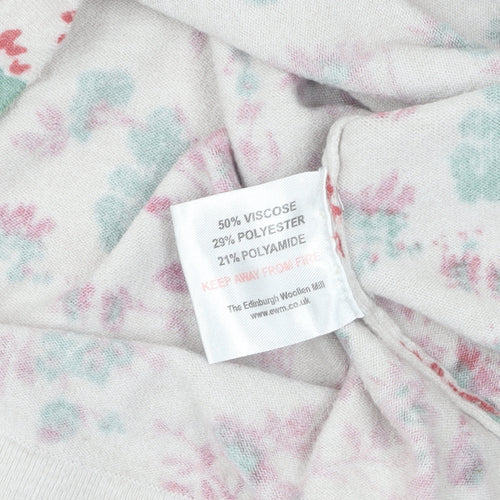 50% VISCOSE
29% POLYESTER
21% POLYAMIDE
KEEP AWAY FROM FIRE
The Edinburgh Woollen Mill
www.ewm.co.uk